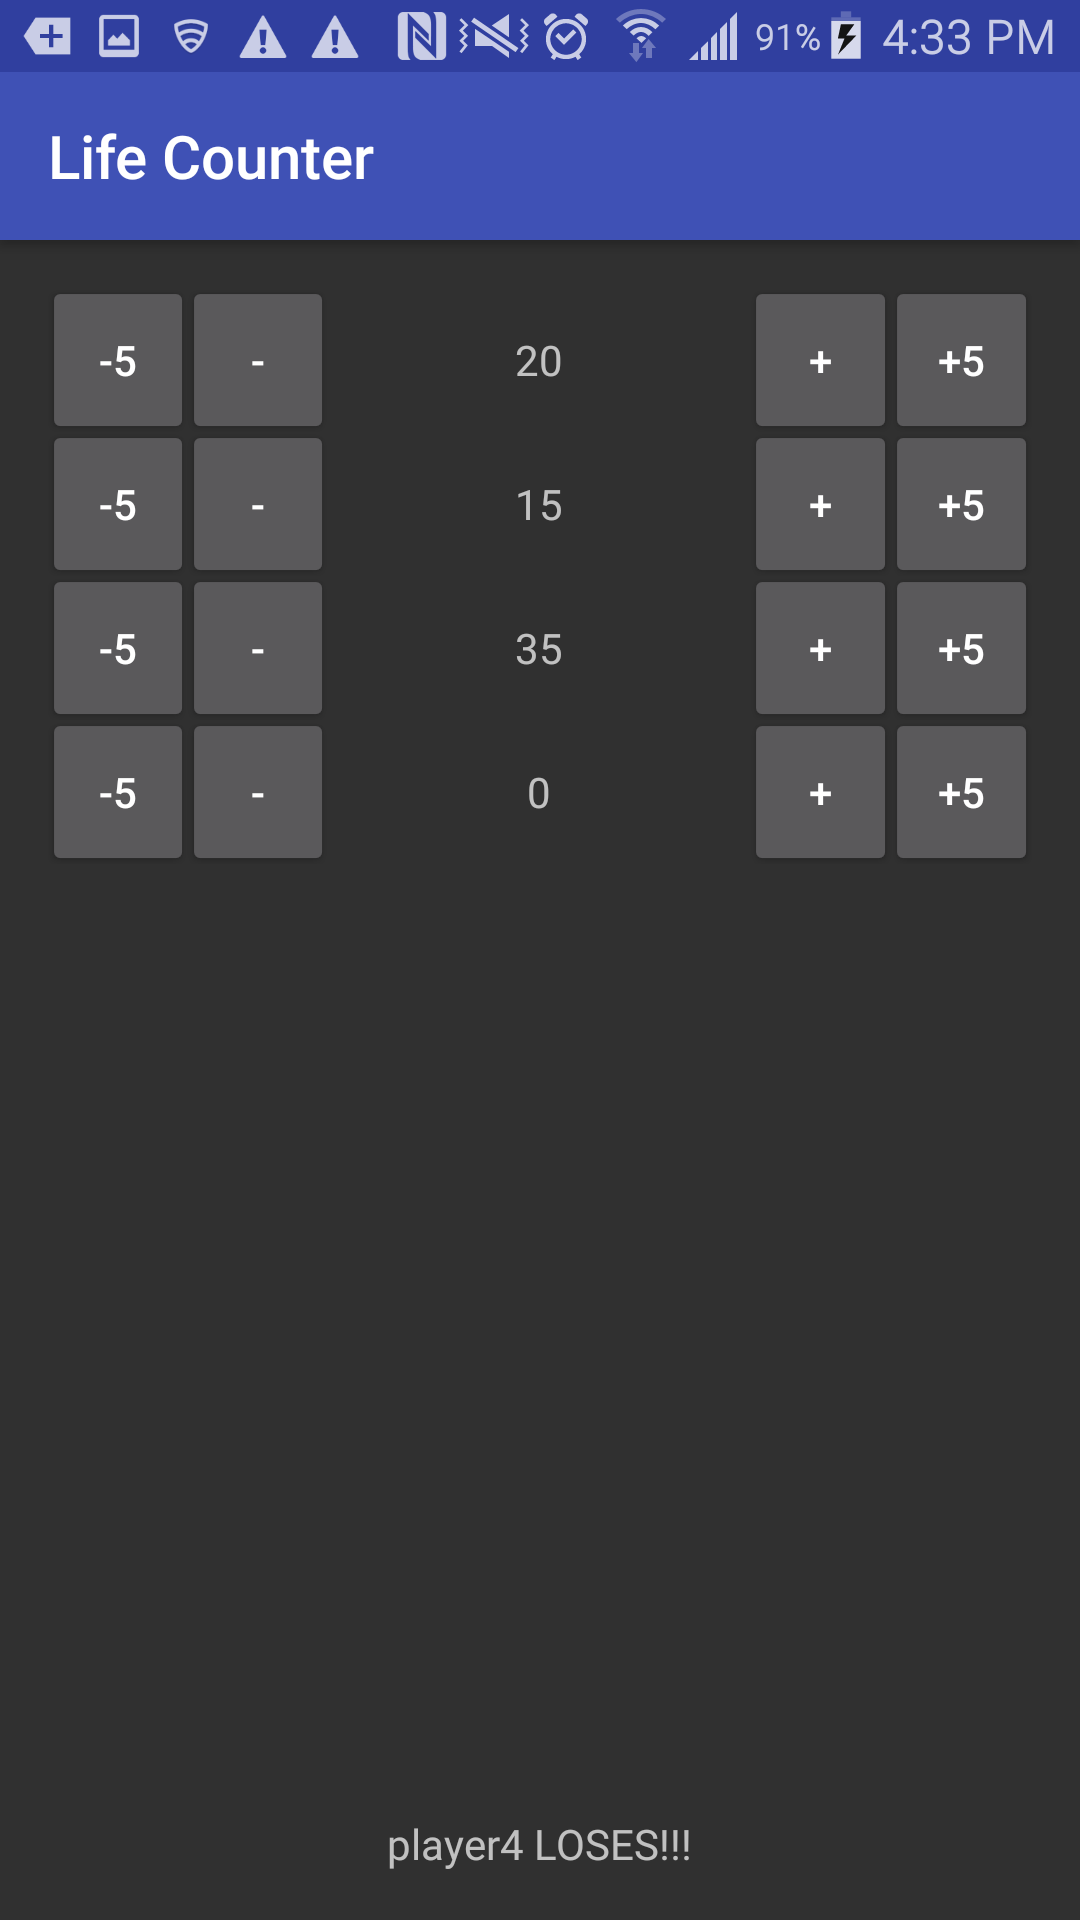 91% 4:33 PM
Life Counter
-5 - 20 + +5
-5 - 15 + +5
-5 - 35 + +5
-5 - 0 + +5
player4 LOSES!!!